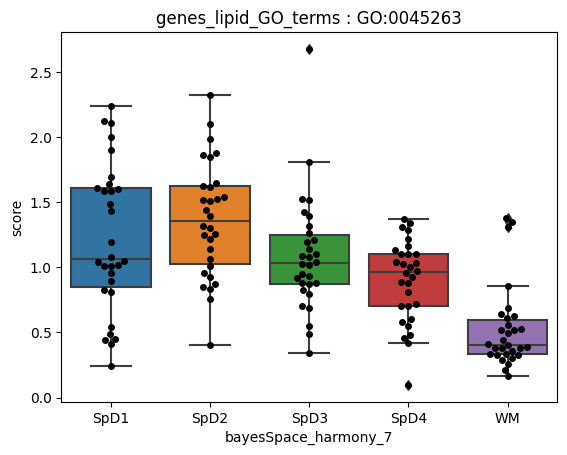 genes_lipid_GO_terms : GO:0045263
score
2.5
2.0
1.5
1.0
0.5
0.0
SpD1 SpD2 SpD3 SpD4 WM
bayesSpace_harmony_7